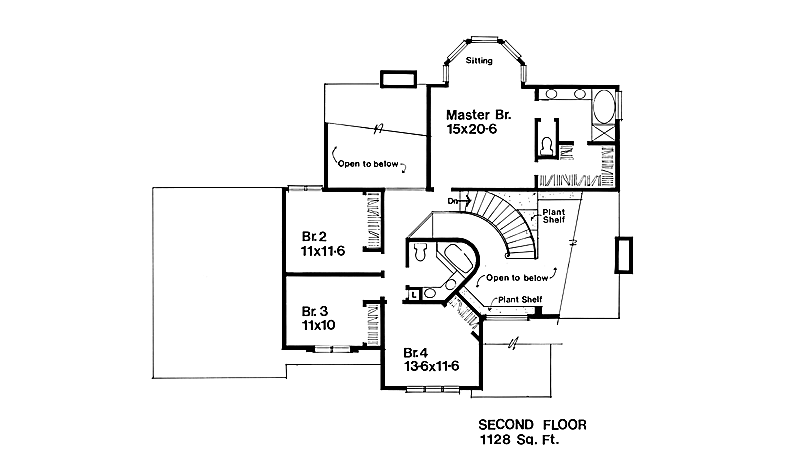 Sitting
Master Br.
15x20-6
Open to below
Dn
Plant
Shelf
Br.2
11x11-6
Open to below
L
Plant Shelf
Br.3
11x10
Br.4
13-6x11-6
SECOND FLOOR
1128 Sq. Ft.